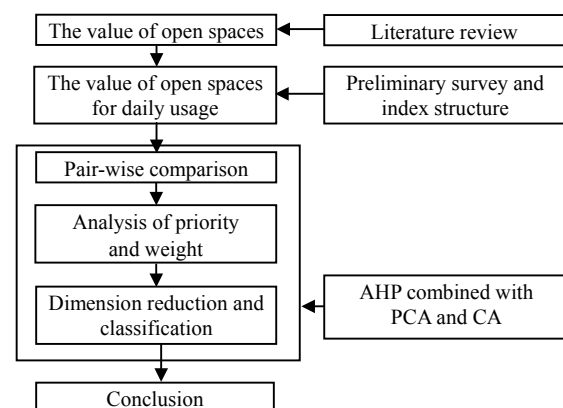 The value of open spaces
Literature review
The value of open spaces
for daily usage
Preliminary survey and
index structure
Pair-wise comparison
Analysis of priority
and weight
Dimension reduction and
classification
AHP combined with
PCA and CA
Conclusion